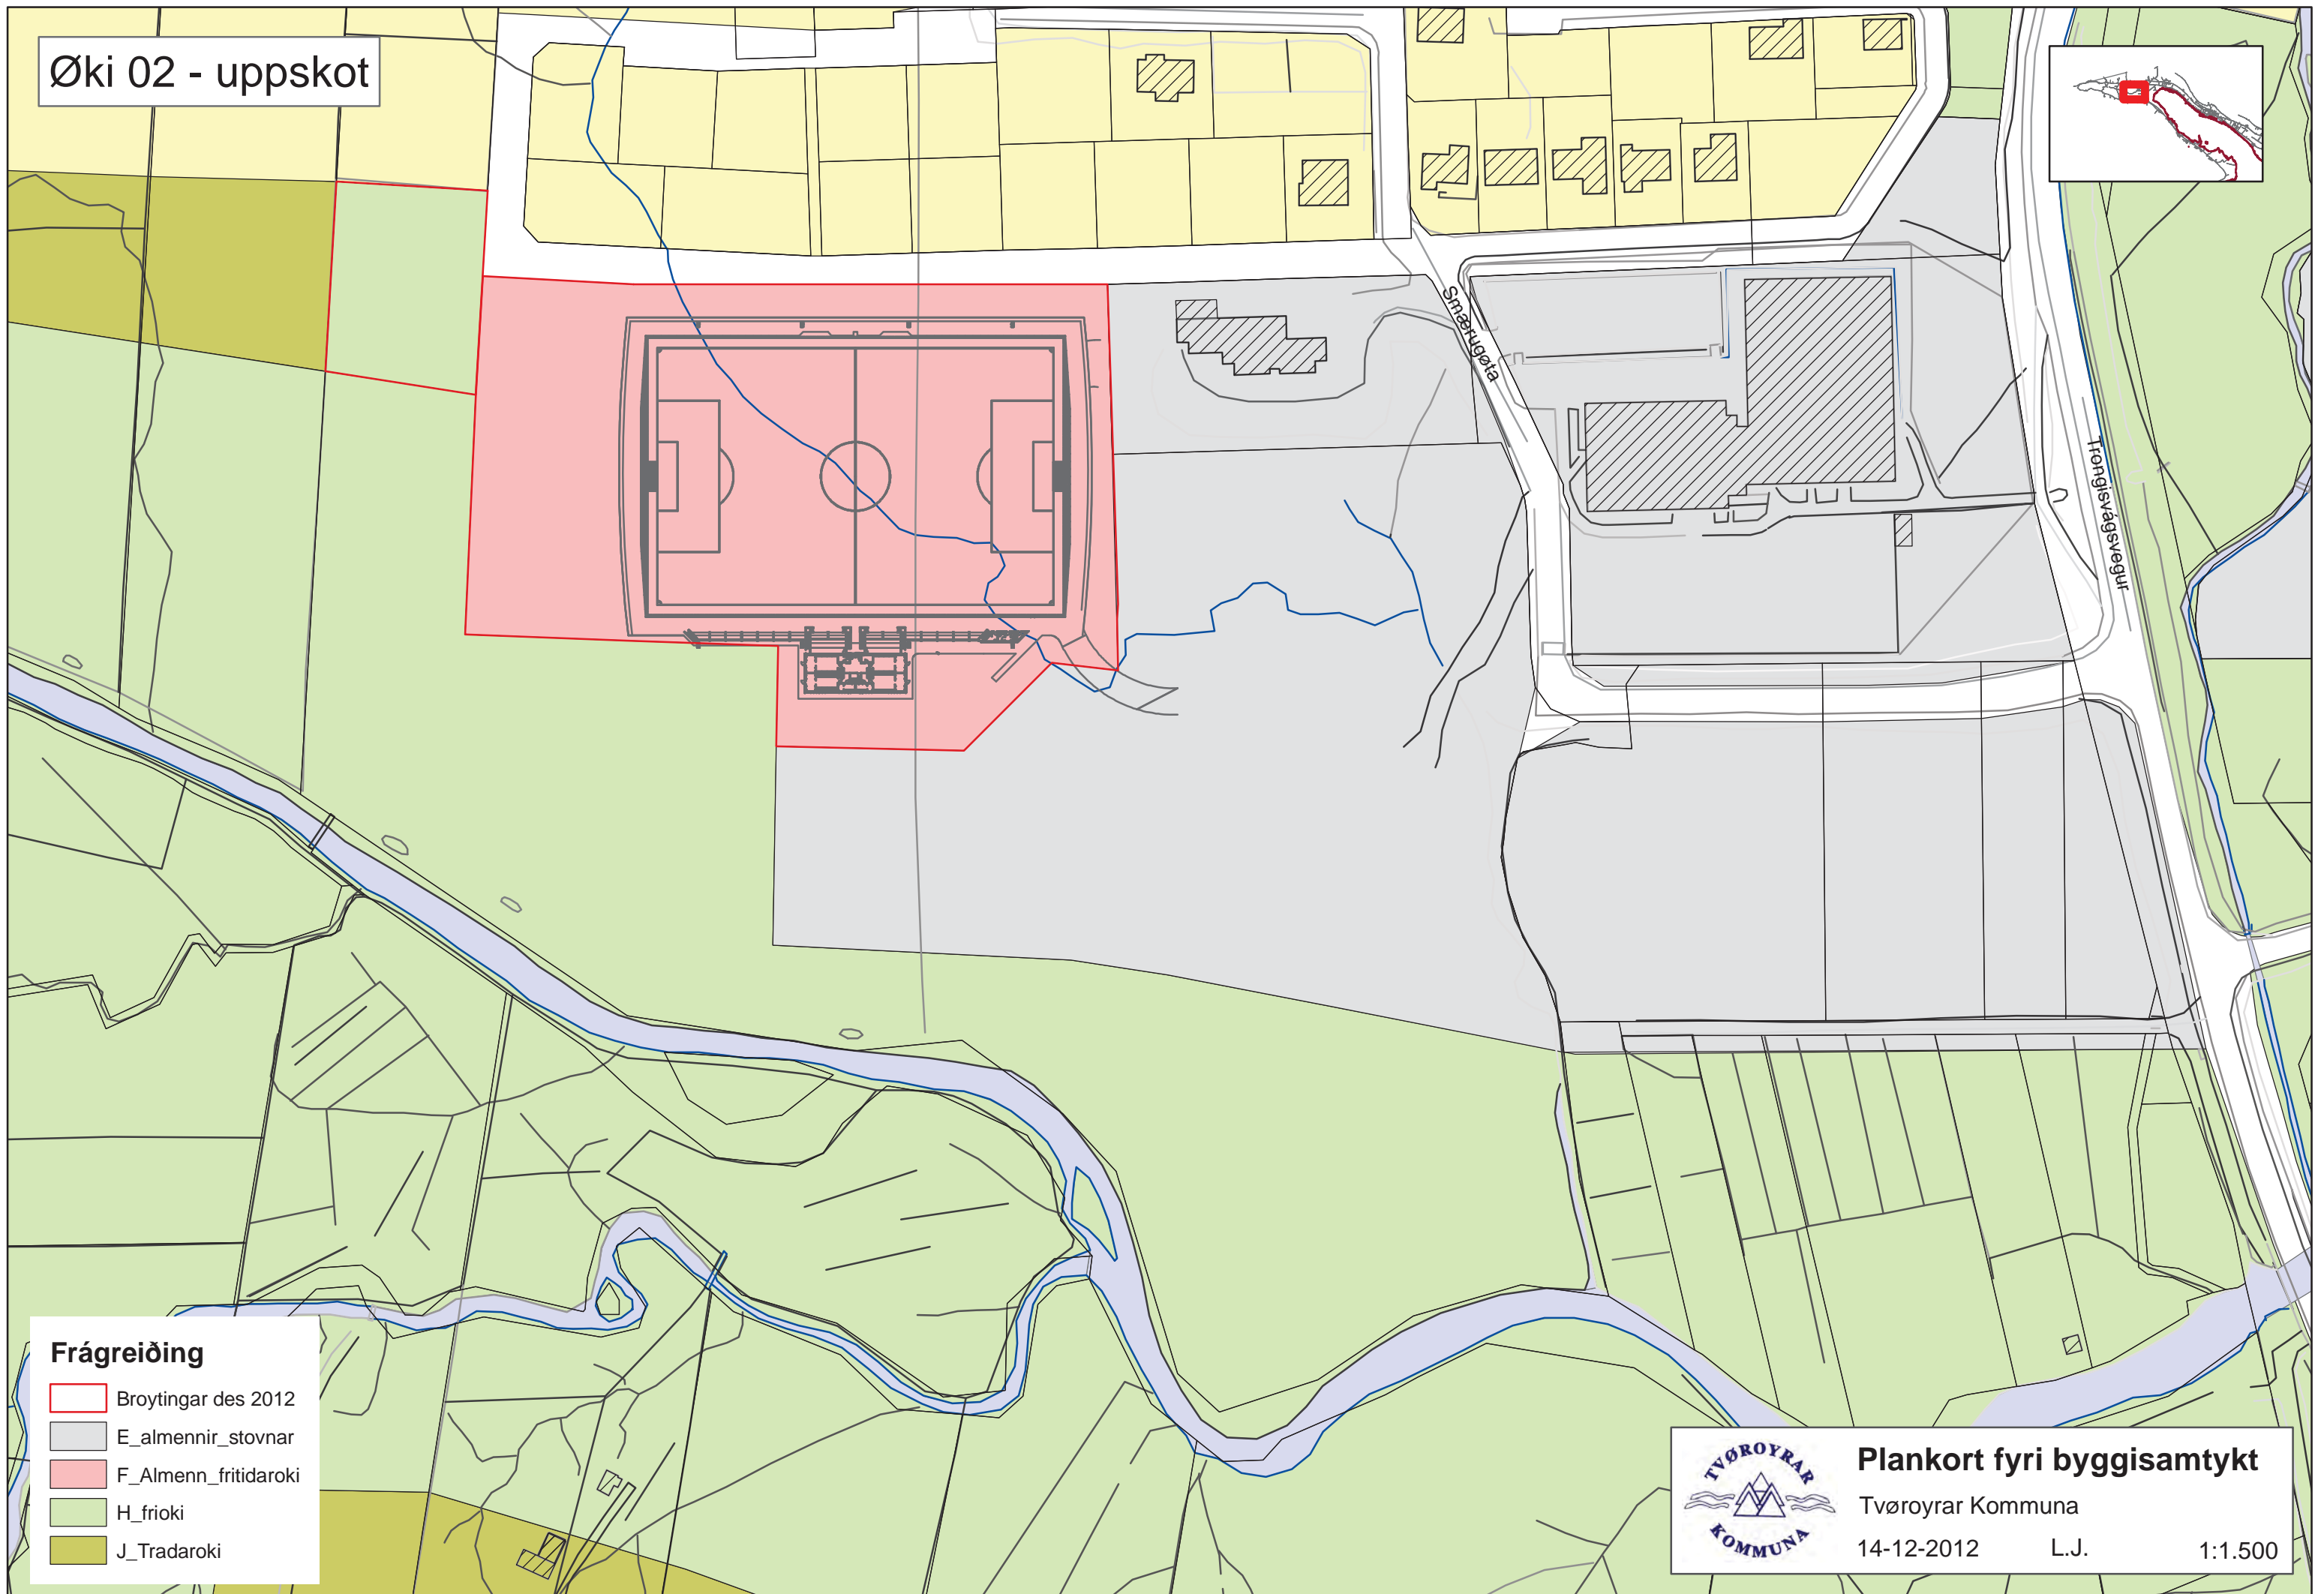 Øki 02 - uppskot
Smærugøta
Trongisvágsvegur
Frágreiðing
Broytingar des 2012
E_almennir_stovnar
F_Almenn_fritidaroki
H_frioki
J_Tradaroki
TVØROYRAR
KOMMUNA
Plankort fyri byggisamtykt
Tvøroyrar Kommuna
14-12-2012 L.J. 1:1.500